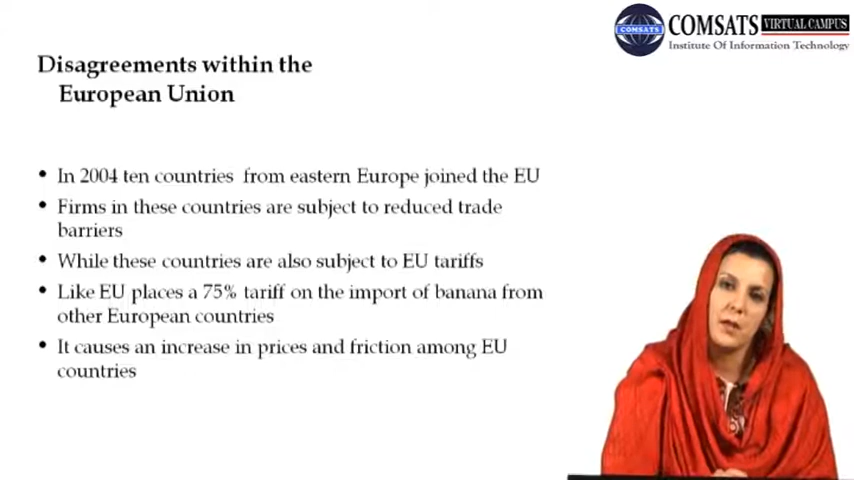 COMSATS
COMSATS VIRTUAL CAMPUS
Institute Of Information Technology
Disagreements within the
European Union
• In 2004 ten countries from eastern Europe joined the EU
• Firms in these countries are subject to reduced trade
barriers
• While these countries are also subject to EU tariffs
• Like EU places a 75% tariff on the import of banana from
other European countries
• It causes an increase in prices and friction among EU
countries